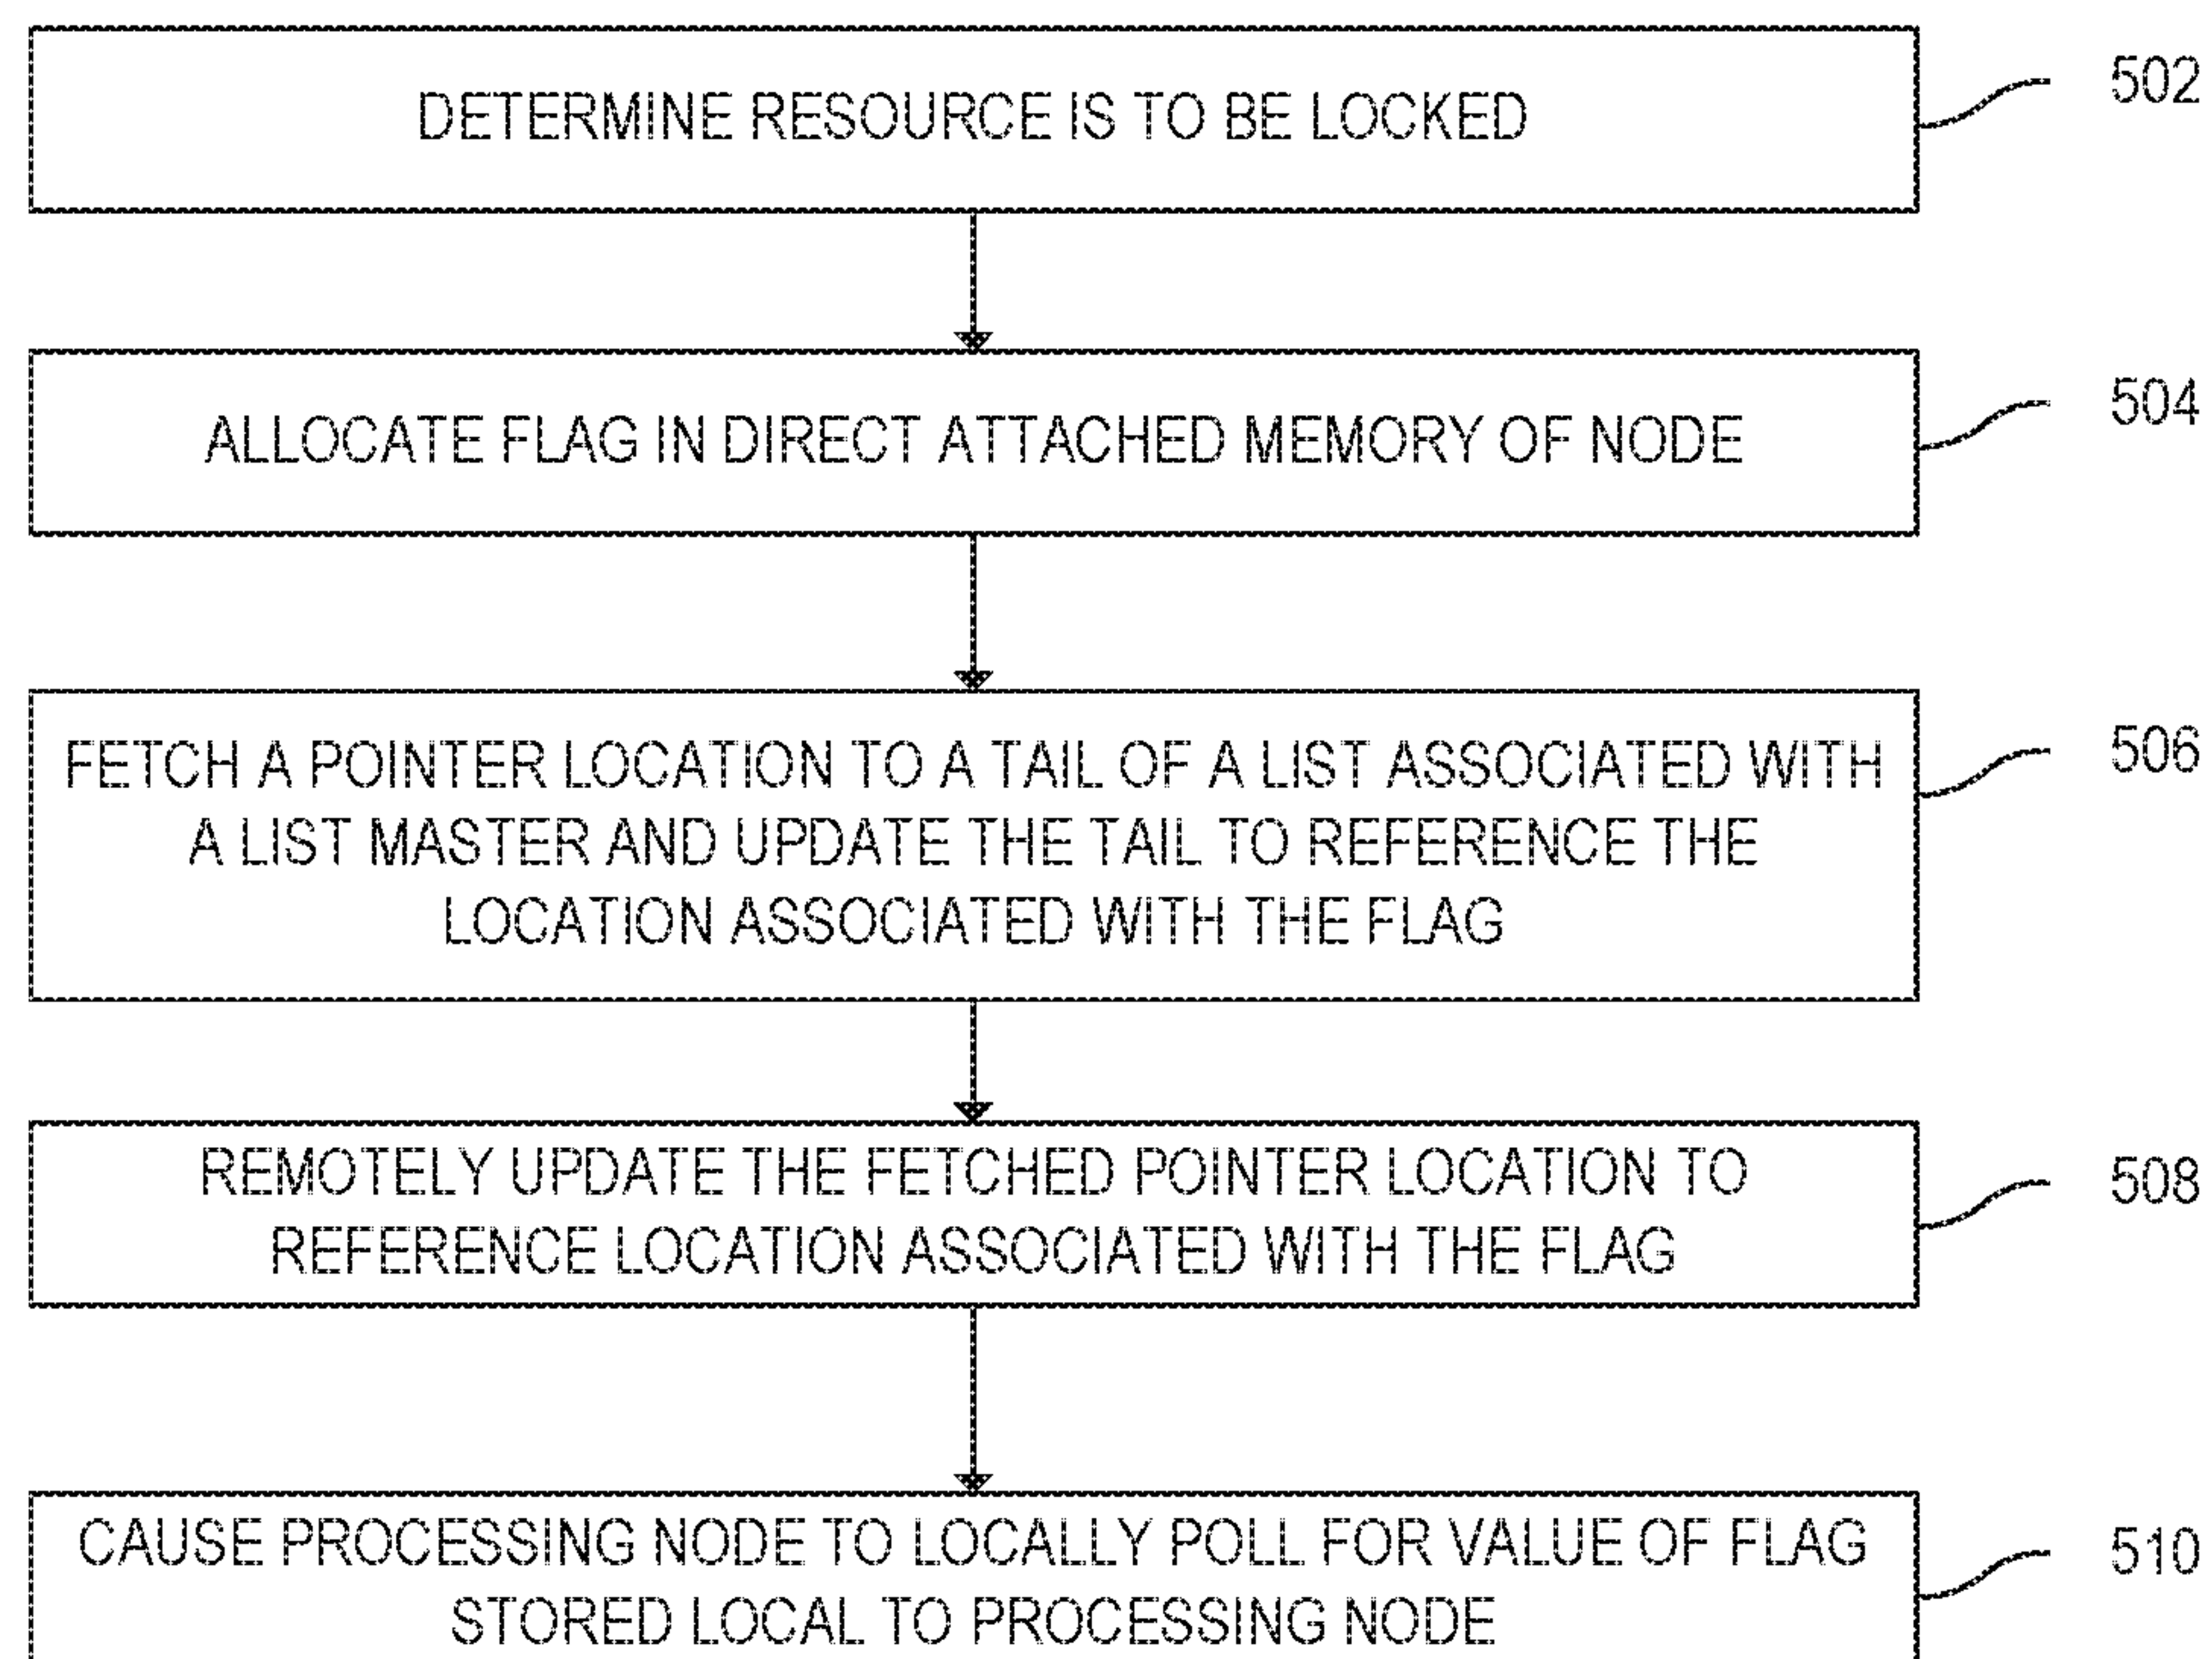 DETERMINE RESOURCE IS TO BE LOCKED
502
ALLOCATE FLAG IN DIRECT ATTACHED MEMORY OF NODE
504
FETCH A POINTER LOCATION TO A TAIL OF A LIST ASSOCIATED WITH
A LIST MASTER AND UPDATE THE TAIL TO REFERENCE THE
LOCATION ASSOCIATED WITH THE FLAG
506
REMOTELY UPDATE THE FETCHED POINTER LOCATION TO
REFERENCE LOCATION ASSOCIATED WITH THE FLAG
508
CAUSE PROCESSING NODE TO LOCALLY POLL FOR VALUE OF FLAG
STORED LOCAL TO PROCESSING NODE
510